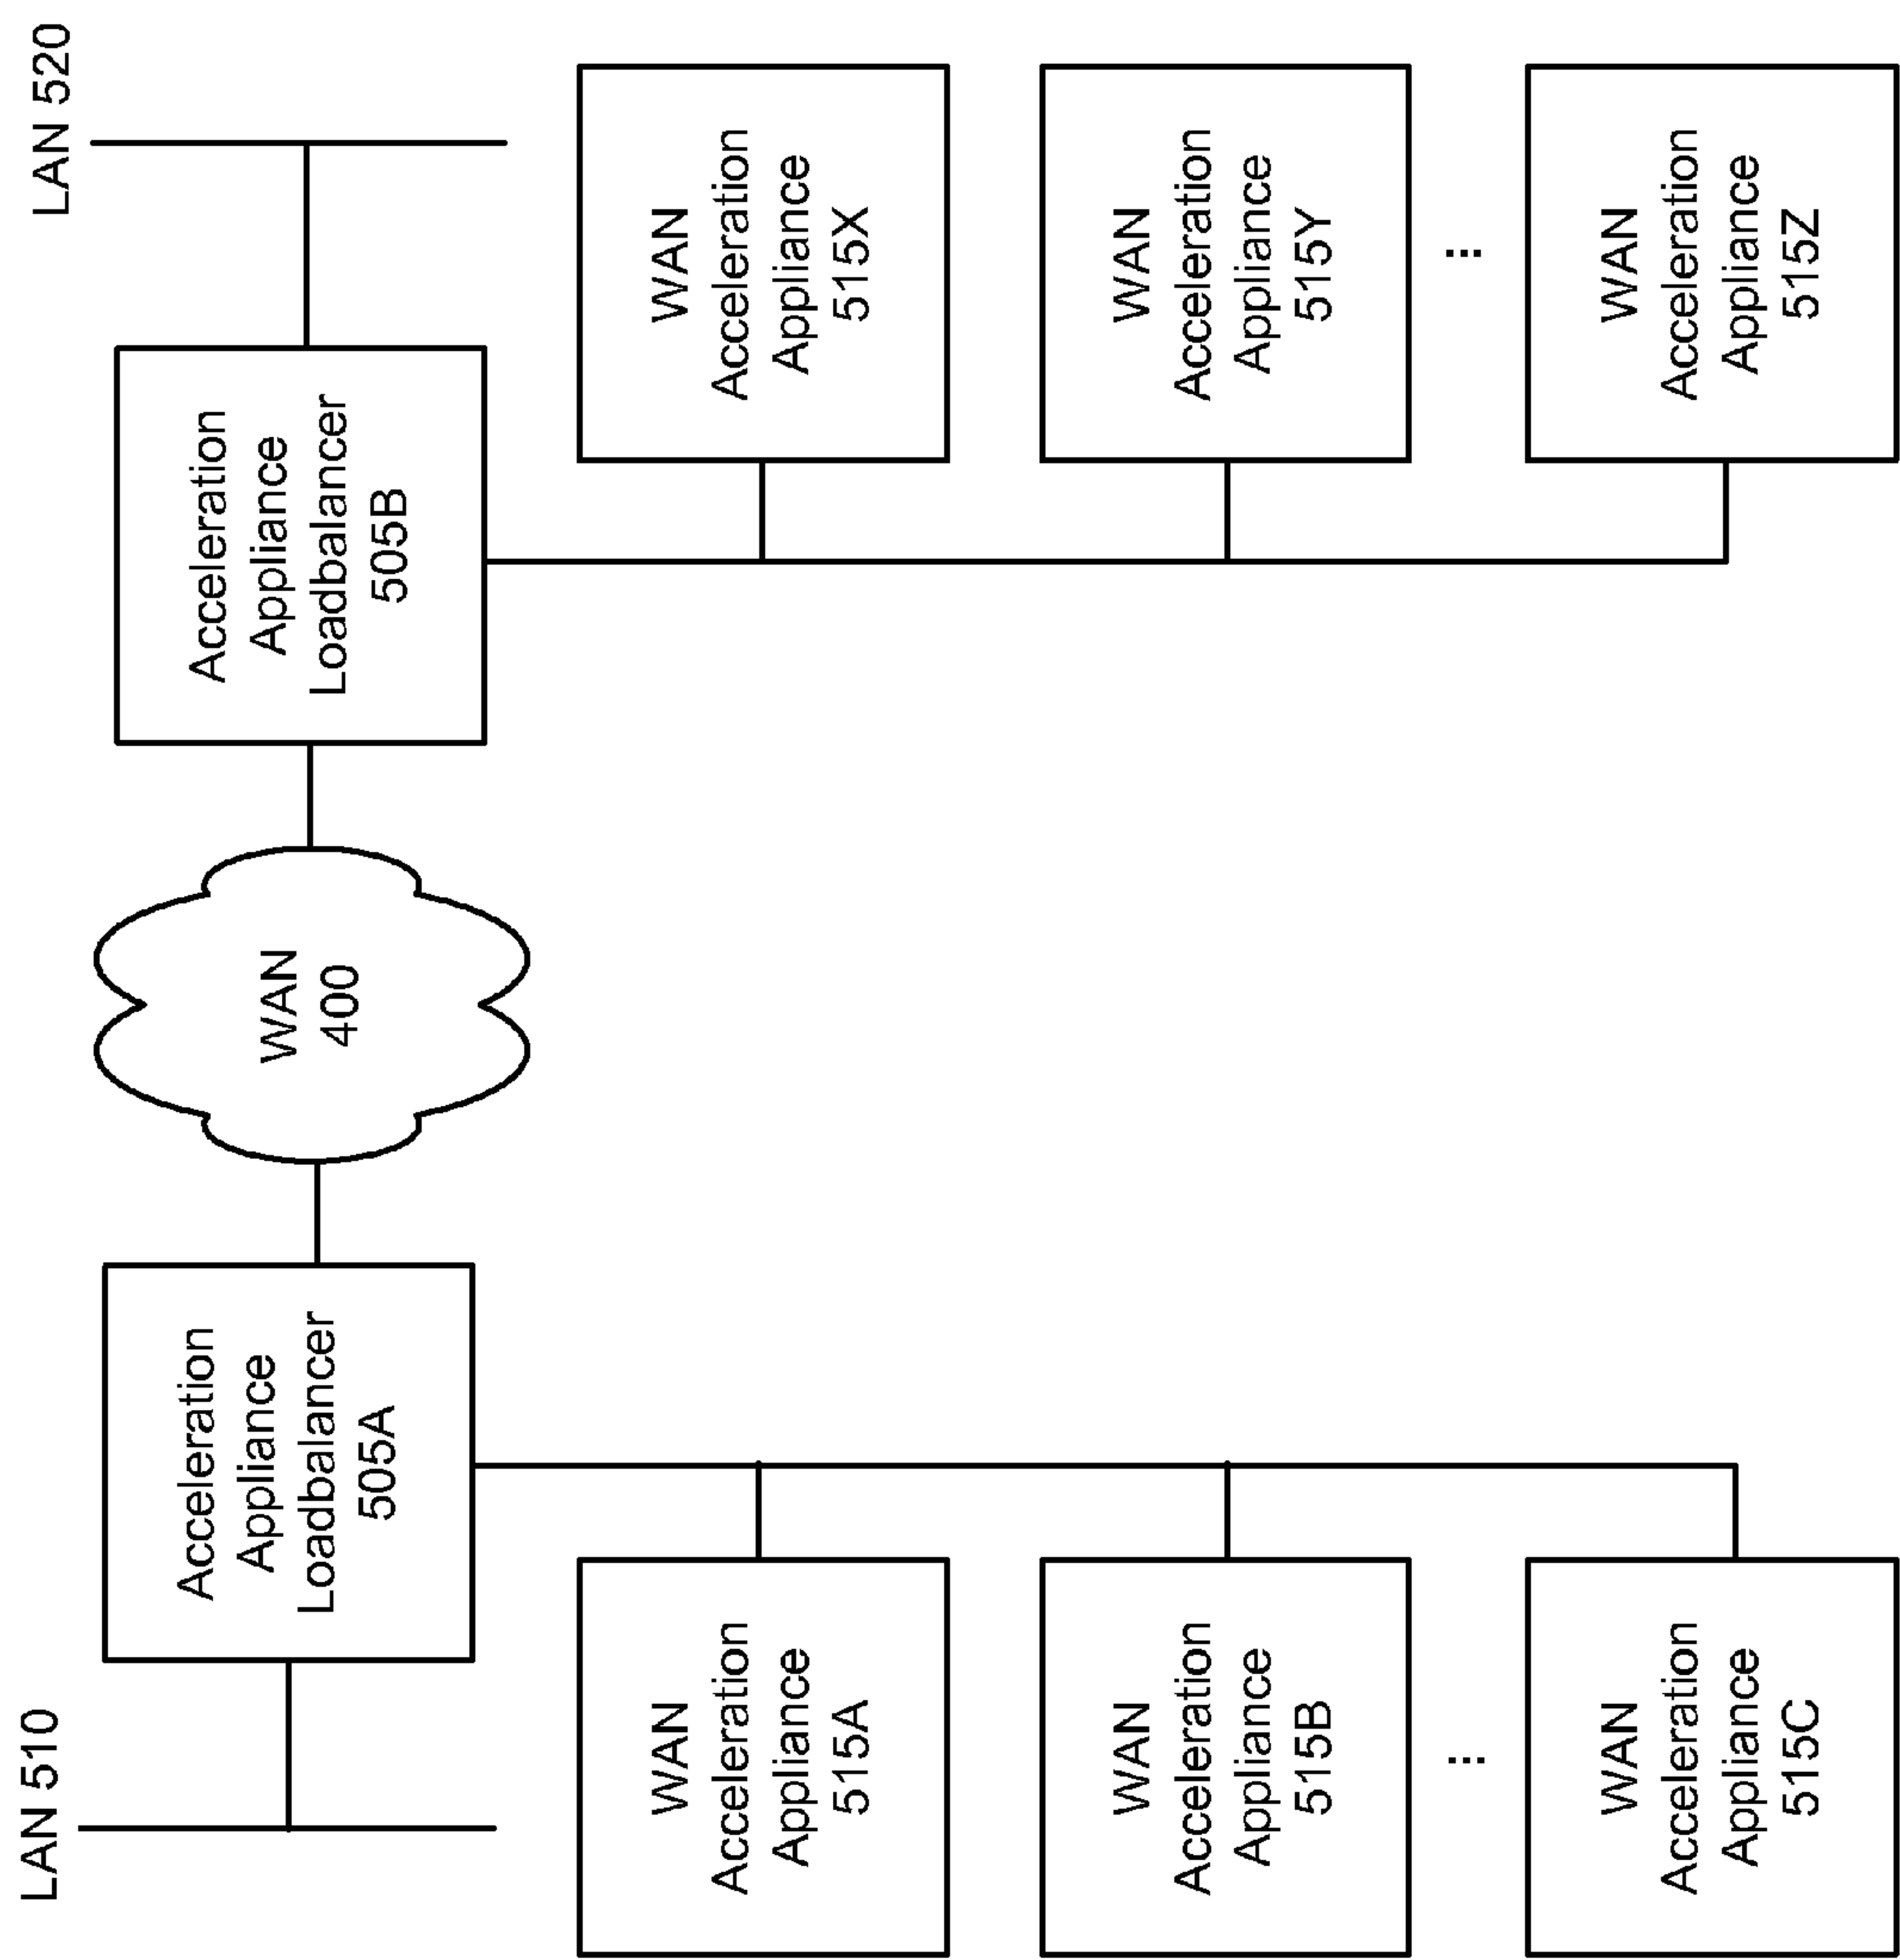 LAN 510
LAN 520
Acceleration
Appliance
Loadbalancer
505A
WAN
400
Acceleration
Appliance
Loadbalancer
505B
WAN
Acceleration
Appliance
515A
WAN
Acceleration
Appliance
515X
WAN
Acceleration
Appliance
515B
WAN
Acceleration
Appliance
515Y
...
...
WAN
Acceleration
Appliance
515C
WAN
Acceleration
Appliance
515Z